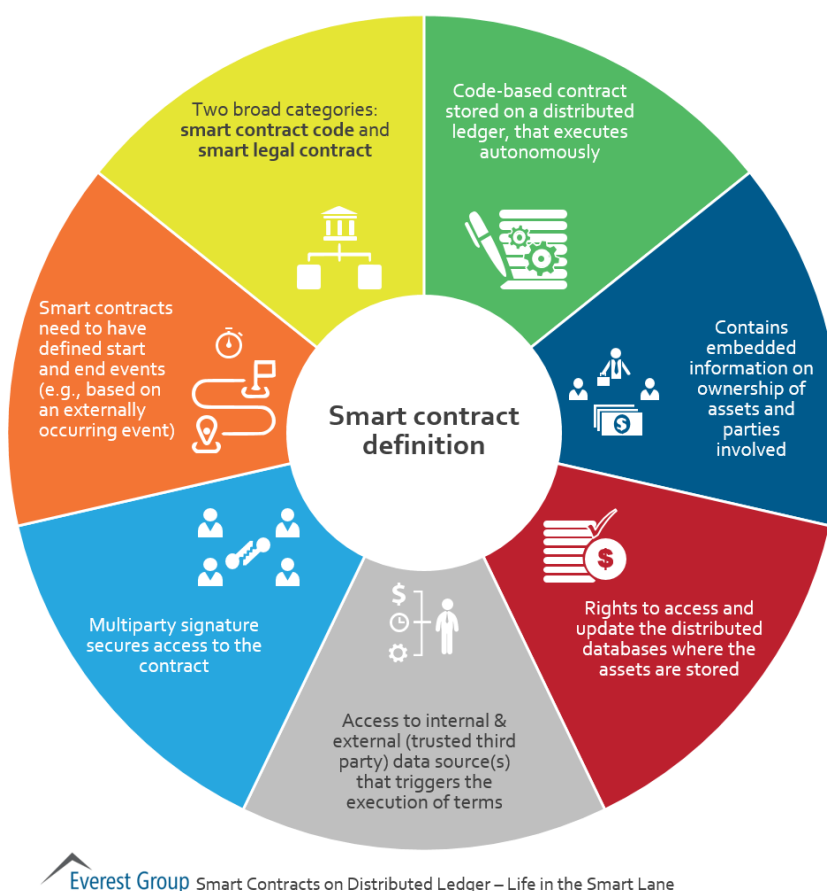 Two broad categories:
smart contract code and
smart legal contract
Code-based contract
stored on a distributed
ledger, that executes
autonomously
Contains
embedded
information on
ownership of
assets and
parties
involved
Rights to access and
update the distributed
databases where the
assets are stored
Access to internal &
external (trusted third
party) data source(s)
that triggers the
execution of terms
Multiparty signature
secures access to the
contract
Smart contracts
need to have
defined start
and end events
(e.g., based on
an externally
occurring event)
Smart contract
definition
$
$
$
Everest Group Smart Contracts on Distributed Ledger – Life in the Smart Lane